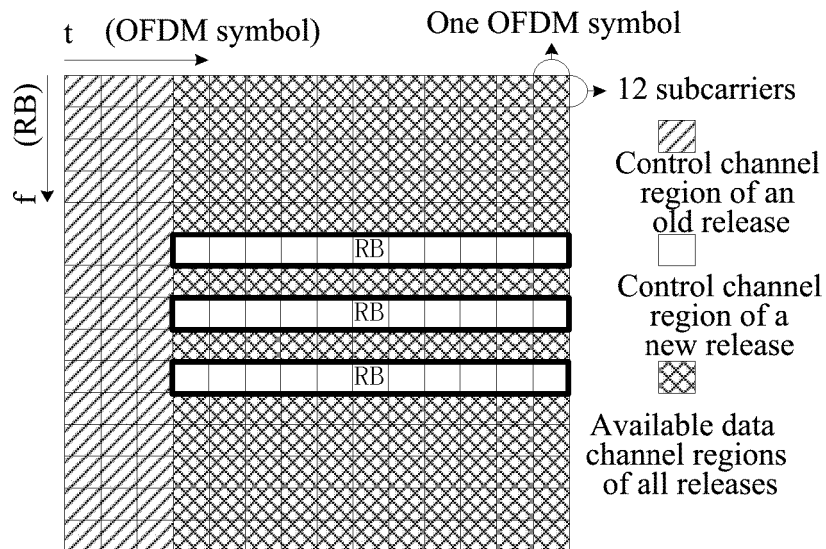 t (OFDM symbol)
One OFDM symbol
12 subcarriers
f (RB)
Control channel
region of an
old release
RB
Control channel
region of a
new release
RB
RB
Available data
channel regions
of all releases